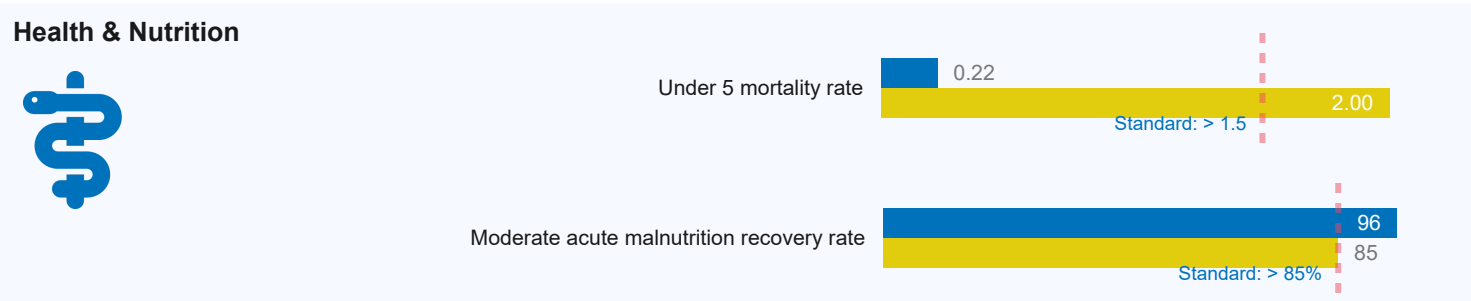 Health & Nutrition
Under 5 mortality rate
0.22
2.00
Standard: > 1.5
Moderate acute malnutrition recovery rate
96
85
Standard: > 85%